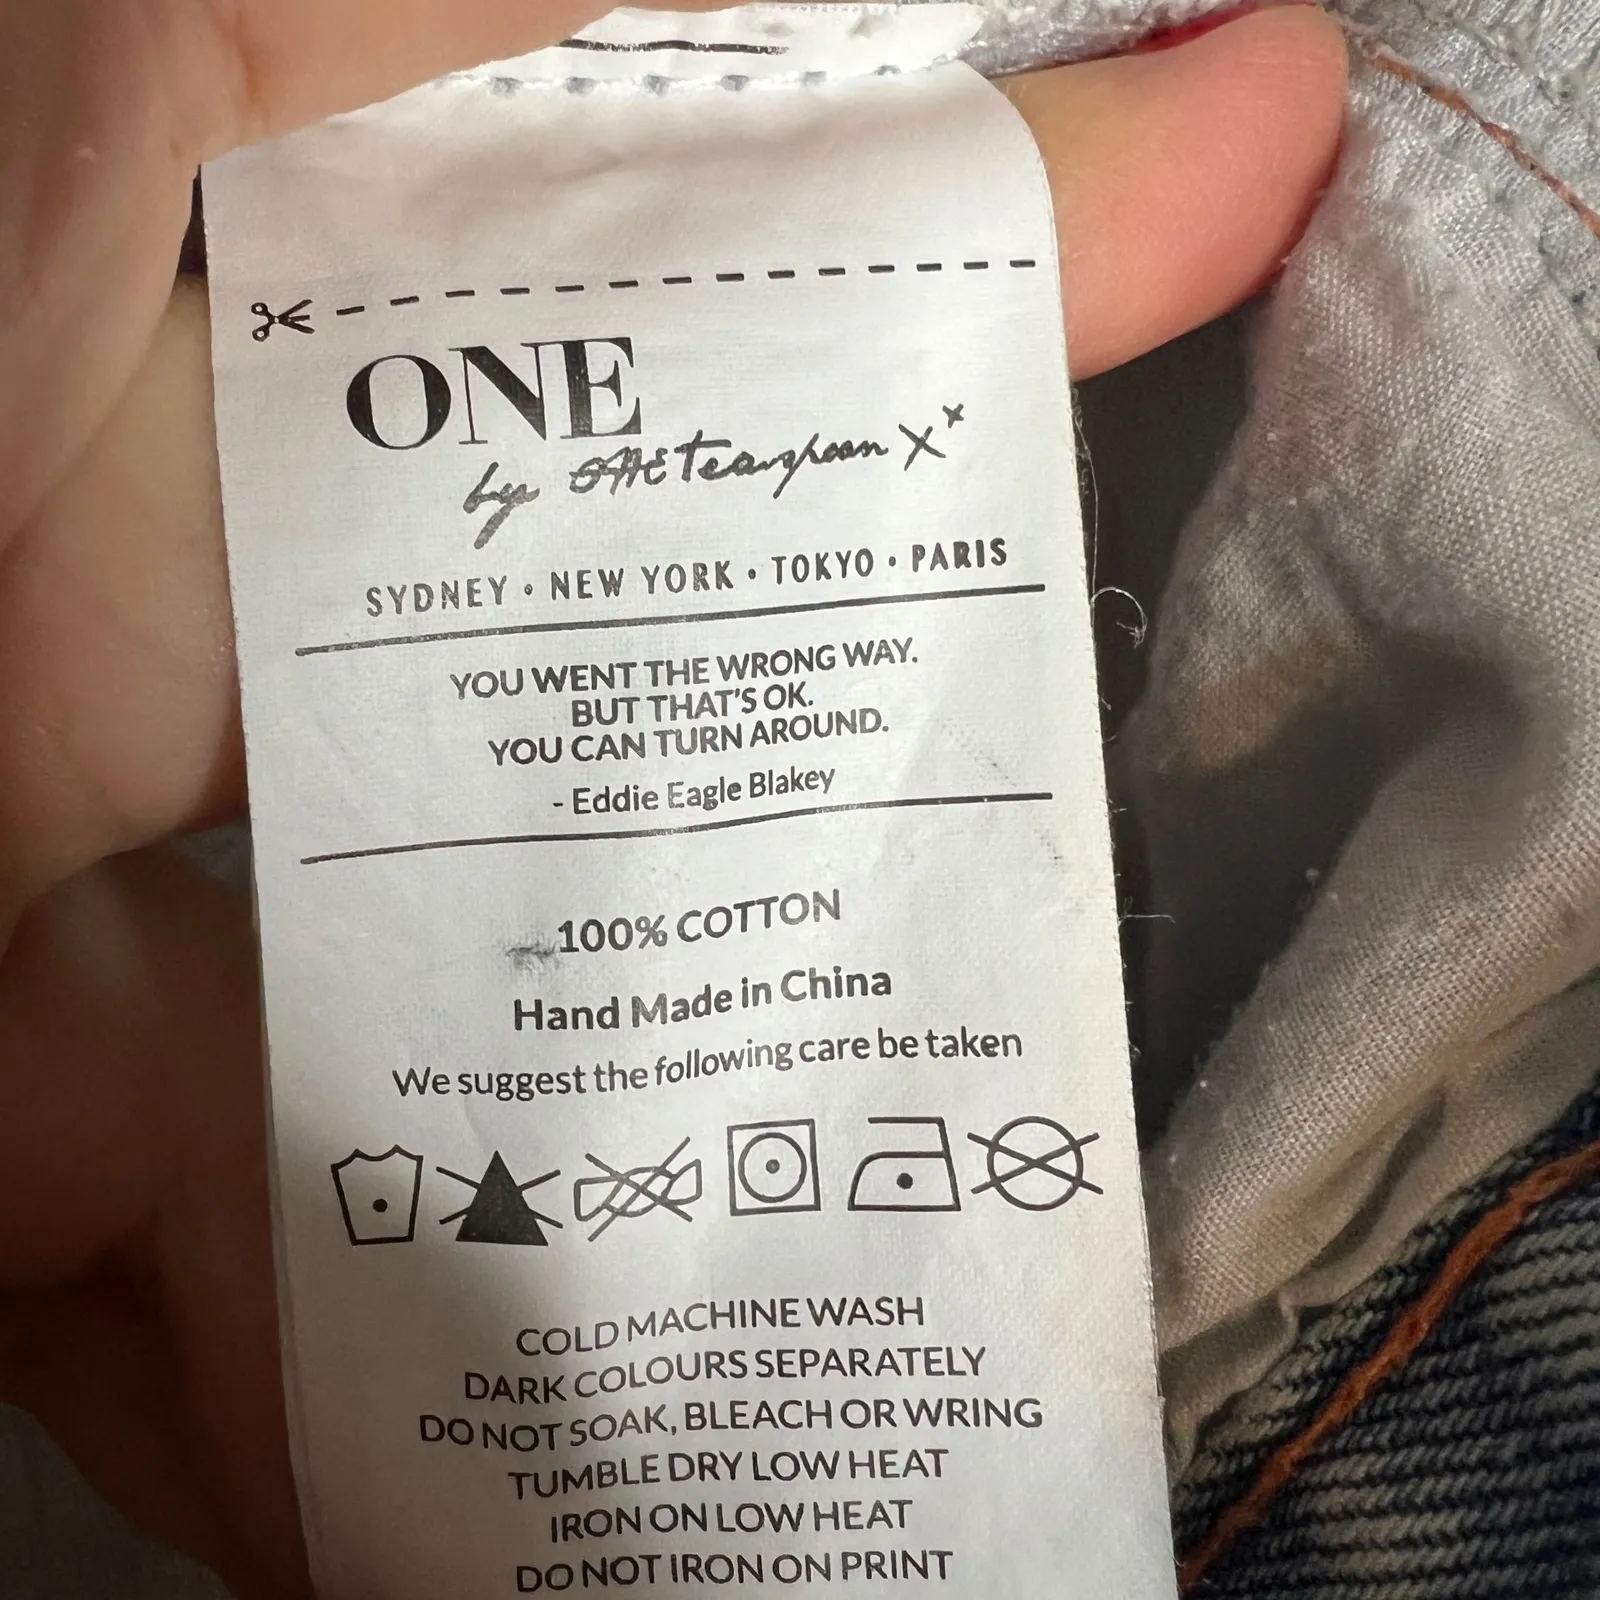 ONE
by ONEteaspoon XX
SYDNEY • NEW YORK • TOKYO • PARIS
YOU WENT THE WRONG WAY.
BUT THAT'S OK.
YOU CAN TURN AROUND.
- Eddie Eagle Blakey
100% COTTON
Hand Made in China
We suggest the following care be taken
COLD MACHINE WASH
DARK COLOURS SEPARATELY
DO NOT SOAK, BLEACH OR WRING
TUMBLE DRY LOW HEAT
IRON ON LOW HEAT
DO NOT IRON ON PRINT